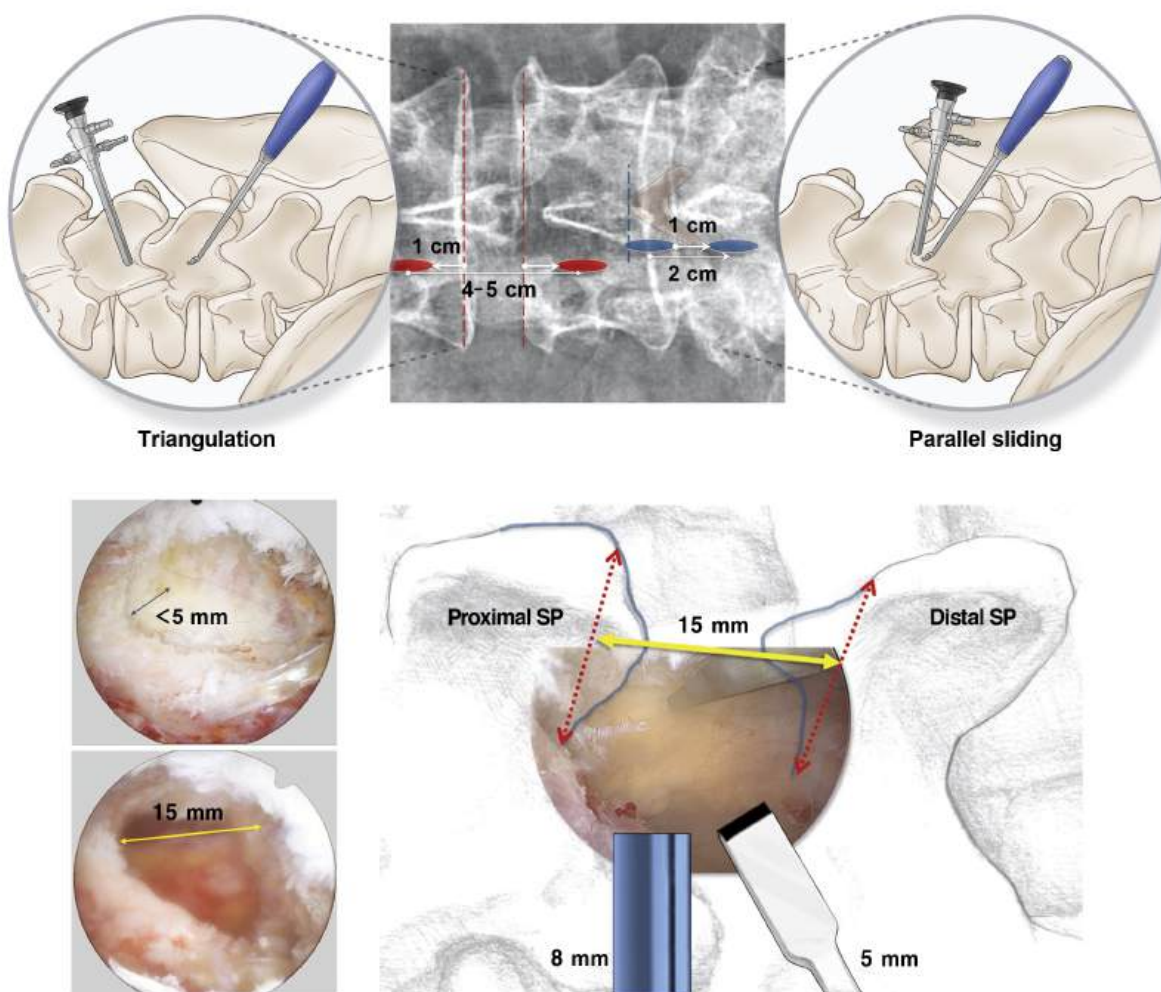 1 cm
1 cm
4-5 cm
2 cm
Triangulation
Parallel sliding
<5 mm
15 mm
Proximal SP
15 mm
Distal SP
8 mm
5 mm